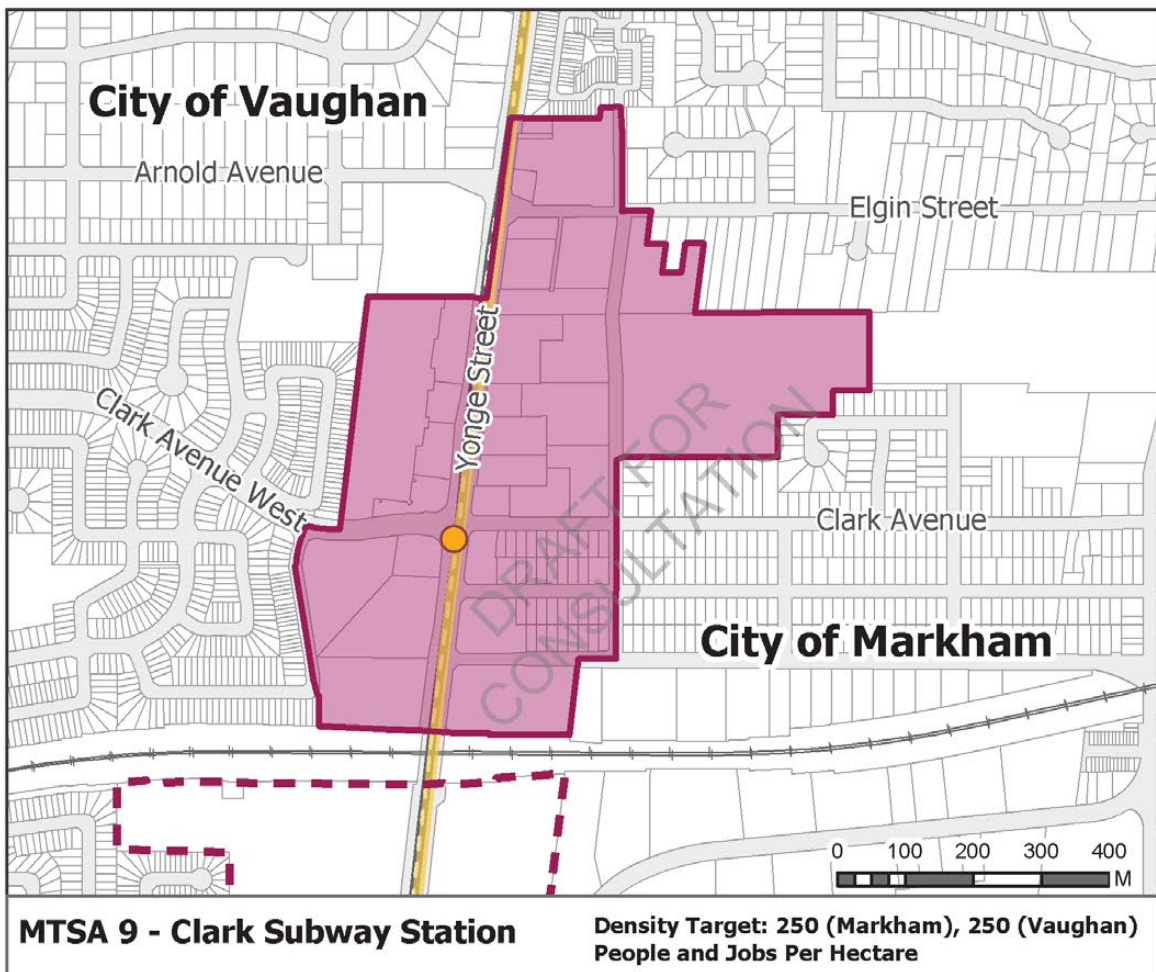 City of Vaughan
Arnold Avenue
Elgin Street
Yonge Street
Clark Avenue West
Clark Avenue
DRAFT FOR
CONSULTATION
City of Markham
0 100 200 300 400
M
MTSA 9 - Clark Subway Station
Density Target: 250 (Markham), 250 (Vaughan)
People and Jobs Per Hectare